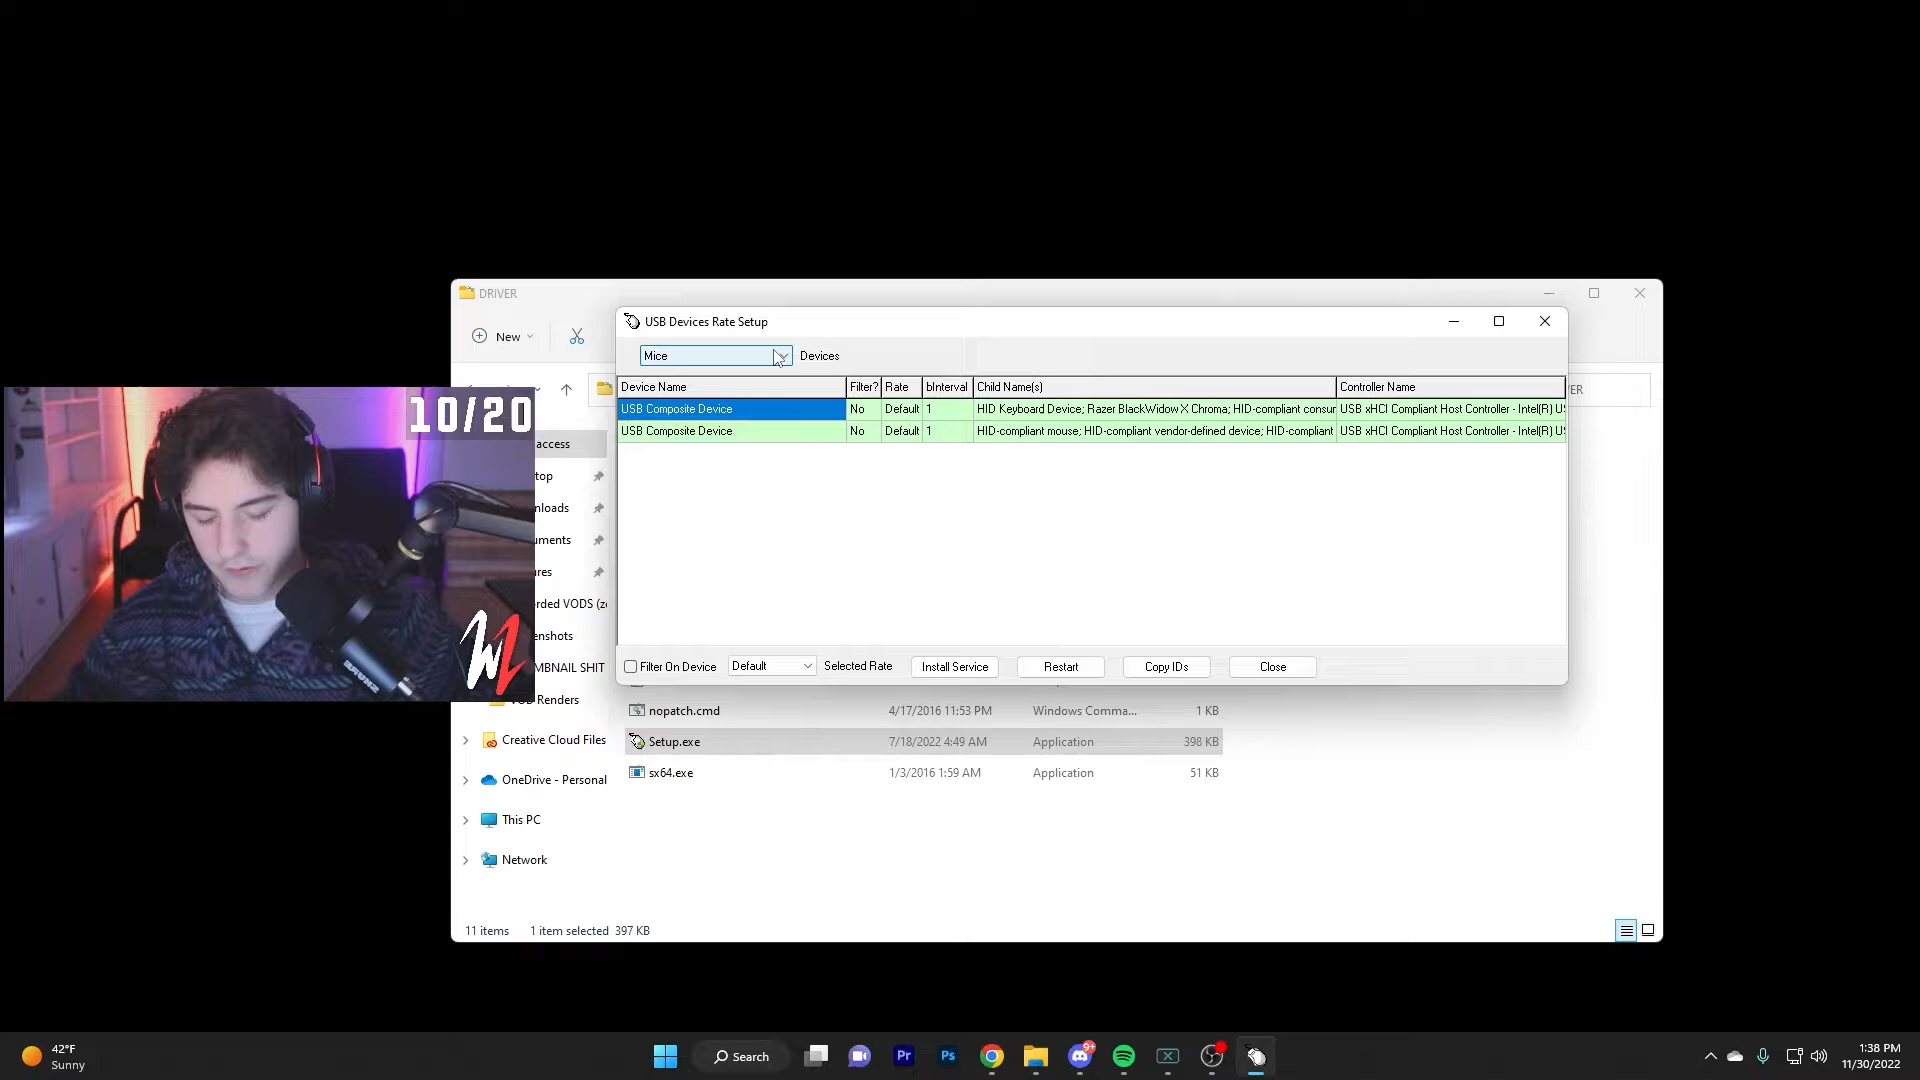 DRIVER
New
USB Devices Rate Setup
Mice
Devices
Device Name Filter? Rate bInterval Child Name(s) Controller Name
USB Composite Device No Default 1 HID Keyboard Device; Razer BlackWidow X Chroma; HID-compliant consur USB xHCI Compliant Host Controller - Intel(R) U
USB Composite Device No Default 1 HID-compliant mouse; HID-compliant vendor-defined device; HID-compliant USB xHCI Compliant Host Controller - Intel(R) U
VER
10/20
access
top
nloads
uments
ures
orded VODS (z
enshots
MBNAIL SHIT
VOD Renders
Creative Cloud Files
OneDrive - Personal
This PC
Network
Filter On Device Default Selected Rate Install Service Restart Copy IDs Close
nopatch.cmd 4/17/2016 11:53 PM Windows Comma... 1 KB
Setup.exe 7/18/2022 4:49 AM Application 398 KB
sx64.exe 1/3/2016 1:59 AM Application 51 KB
11 items 1 item selected 397 KB
42°F
Sunny
Search
Pr
Ps
9+
1:38 PM
11/30/2022